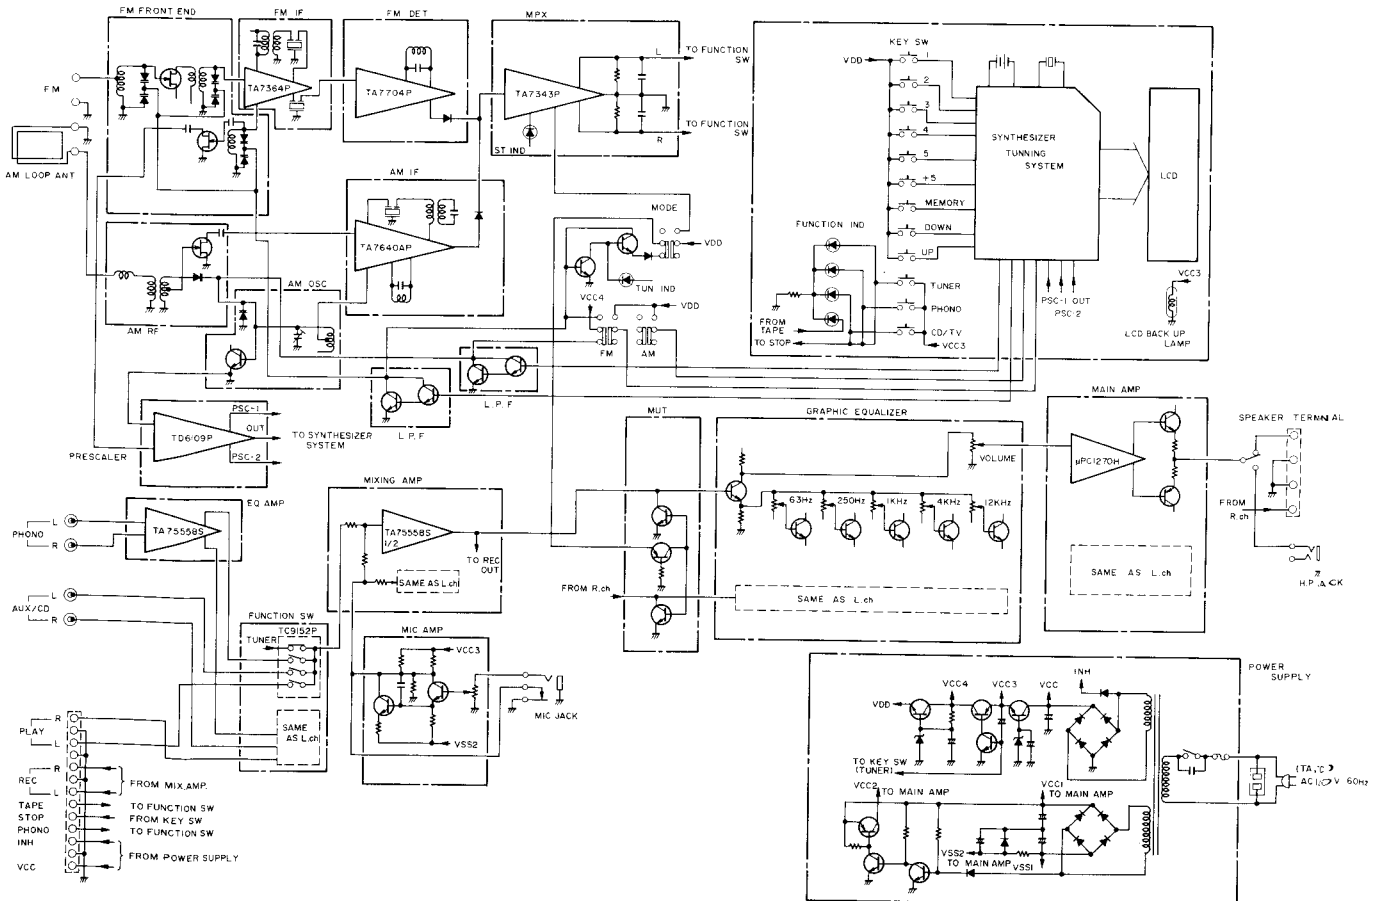 FM FRONT END
FM IF
FM DET
MPX
FM
TA7364P
TA7704P
TA7343P
ST IND
L
TO FUNCTION
SW
TO FUNCTION
SW
R
AM LOOP ANT
AM IF
TA7640AP
AM RF
AM OSC
MODE
VDD
TUN IND
VCC4
VDD
FM
AM
L.P.F
L.P.F
KEY SW
VDD
1
2
3
4
5
+5
MEMORY
DOWN
UP
SYNTHESIZER
TUNNING
SYSTEM
LCD
FUNCTION IND
TUNER
PHONO
CD/TV
VCC3
FROM
TAPE
TO STOP
PSC-1 OUT
PSC-2
VCC3
LCD BACK UP
LAMP
PRESCALER
TD6109P
PSC-1
OUT
PSC-2
TO SYNTHESIZER
SYSTEM
EQ AMP
PHONO
L
R
TA75558S
MIXING AMP
TA75558S
1/2
SAME AS L.ch
TO REC
OUT
MUT
FROM R.ch
GRAPHIC EQUALIZER
VOLUME
63Hz
250Hz
1KHz
4KHz
12KHz
SAME AS L.ch
MAIN AMP
μPC1270H
SAME AS L.ch
SPEAKER TERMNIAL
FROM
R.ch
H.P JACK
AUX/CD
L
R
FUNCTION SW
TC9152P
TUNER
SAME
AS L.ch
MIC AMP
VCC3
VSS2
MIC JACK
PLAY
R
L
REC
R
L
FROM MIX.AMP.
TAPE
TO FUNCTION SW
STOP
FROM KEY SW
PHONO
TO FUNCTION SW
INH
FROM POWER SUPPLY
VCC
POWER
SUPPLY
VDD
VCC4
VCC3
VCC
INH
TO KEY SW
(TUNER)
VCC2
TO MAIN AMP
VCC1
TO MAIN AMP
VSS2
TO MAIN AMP
VSS1
60Hz